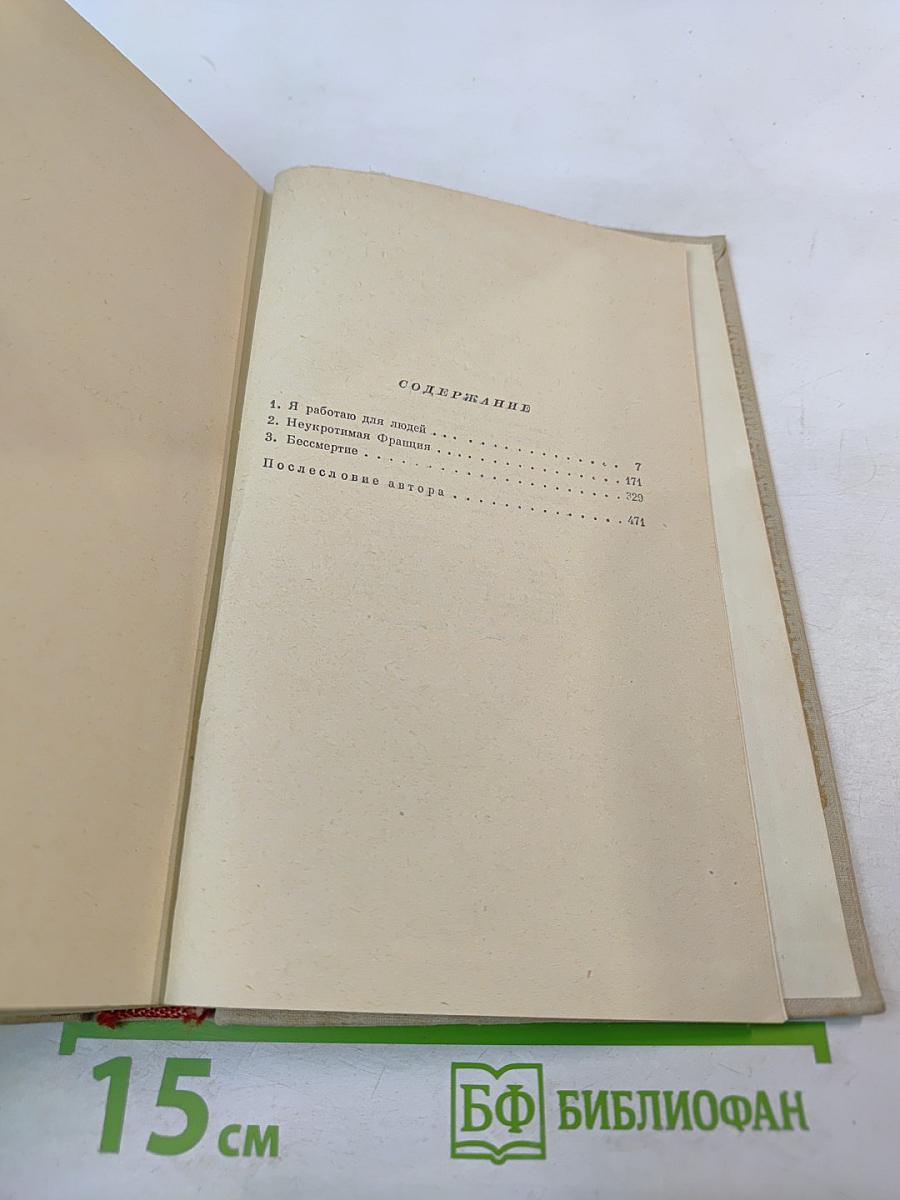 СОДЕРЖАНИЕ
1. Я работаю для людей . . . . . . . . . . . . . . . 7
2. Неукротимая Франция . . . . . . . . . . . . . . . 171
3. Бессмертие . . . . . . . . . . . . . . . . . . . . 329
Послесловие автора . . . . . . . . . . . . . . 471
15 см
БФ БИБЛИОФАН